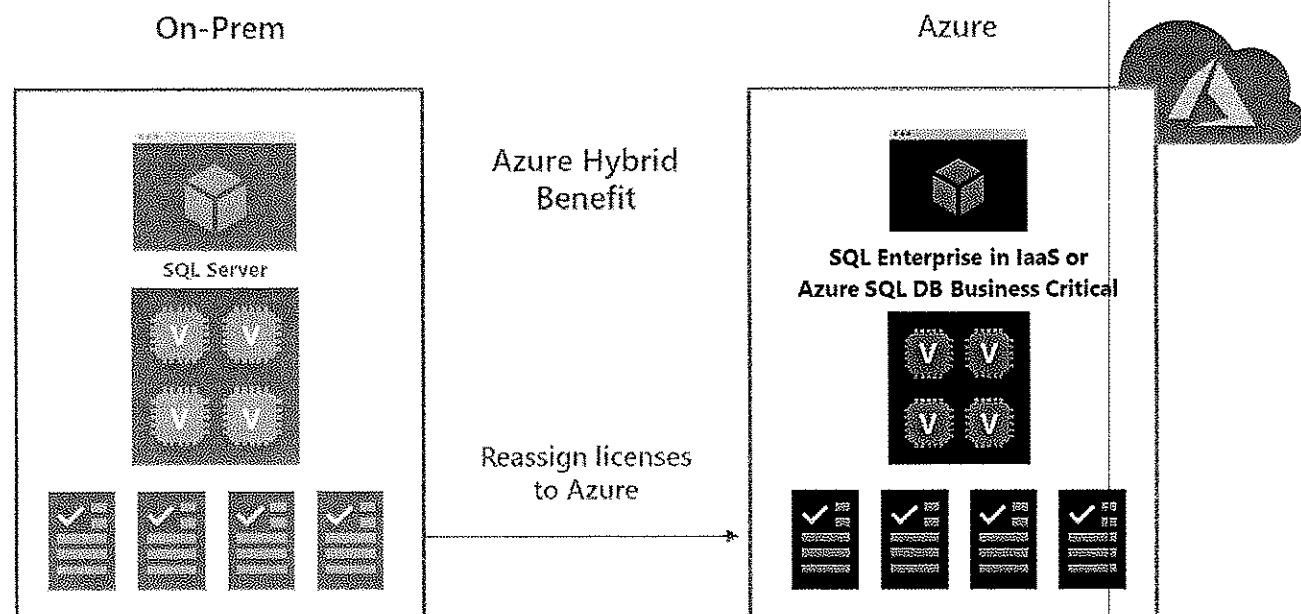 On-Prem
Azure
Azure Hybrid
Benefit
SQL Server
SQL Enterprise in IaaS or
Azure SQL DB Business Critical
V V
V V
V V
V V
Reassign licenses
to Azure